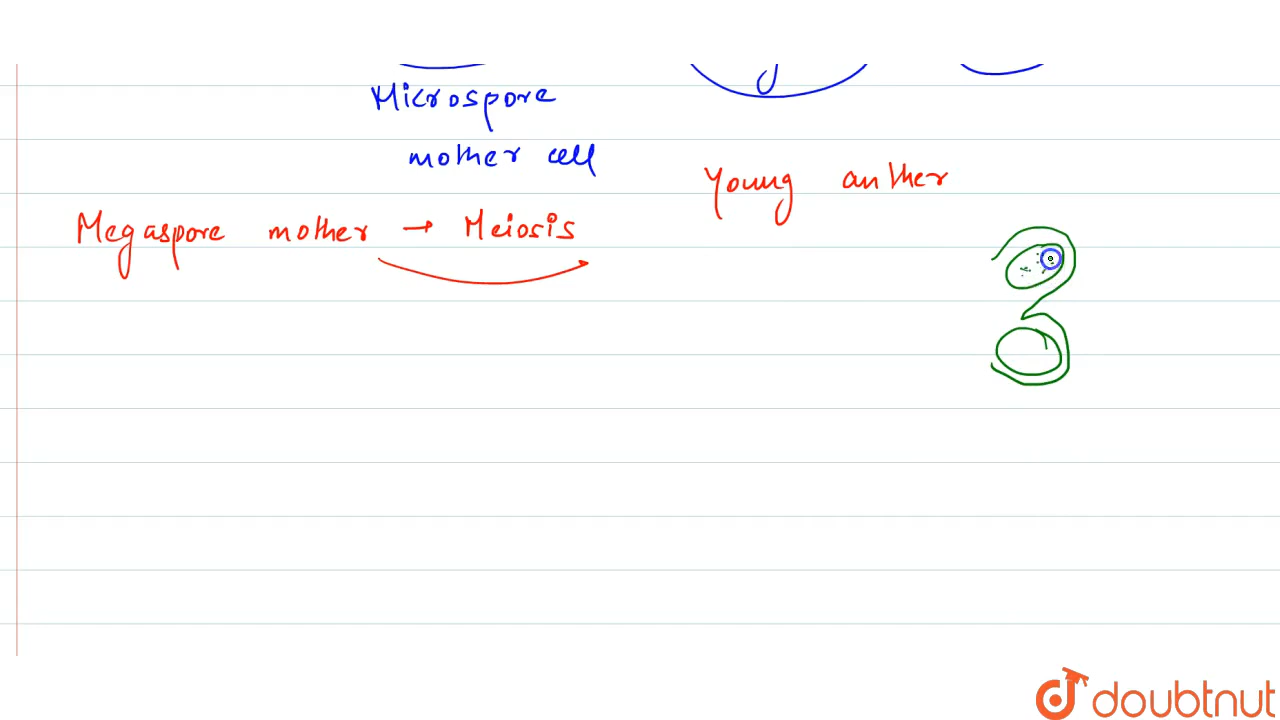 Microspore
mother cell
Young anther
Megaspore mother → Meiosis
doubtnut